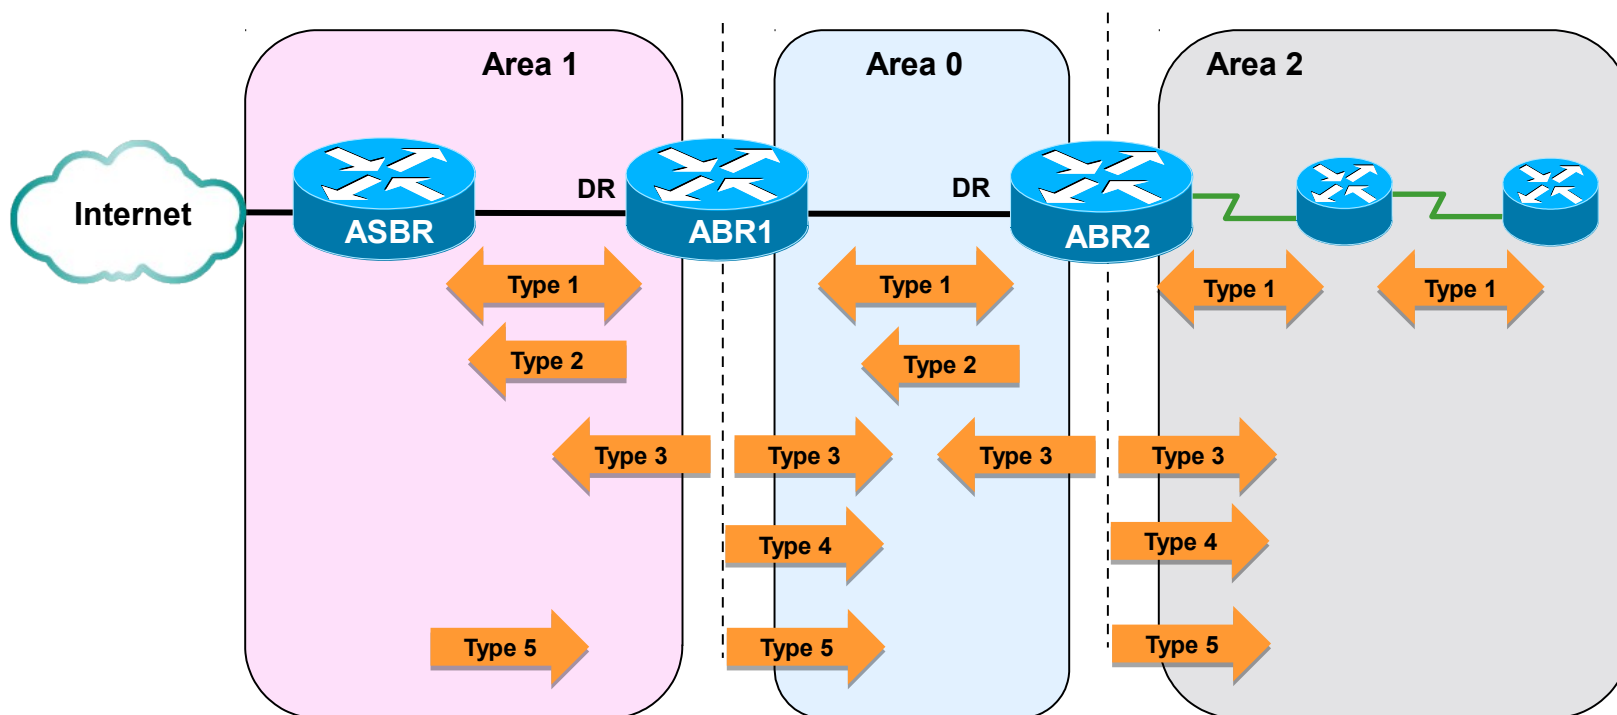 Area 1
Area 0
Area 2
Internet
DR
DR
ASBR
ABR1
ABR2
Type 1
Type 1
Type 1
Type 1
Type 2
Type 2
Type 3
Type 3
Type 3
Type 3
Type 4
Type 4
Type 5
Type 5
Type 5